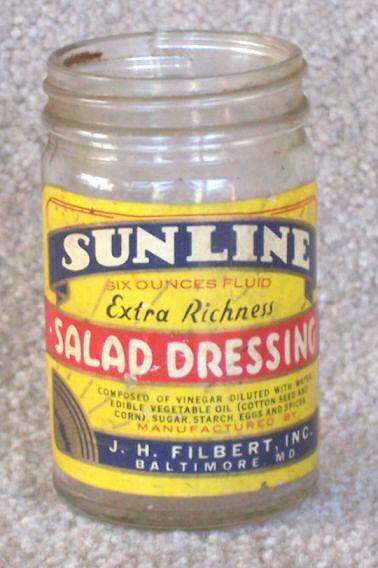 SUNLINE
SIX OUNCES FLUID
Extra Richness
SALAD DRESSING
COMPOSED OF VINEGAR DILUTED WITH WATER,
EDIBLE VEGETABLE OIL (COTTON SEED AND
CORN), SUGAR, STARCH, EGGS AND SPICES
MANUFACTURED BY
J. H. FILBERT, INC.
BALTIMORE, MD